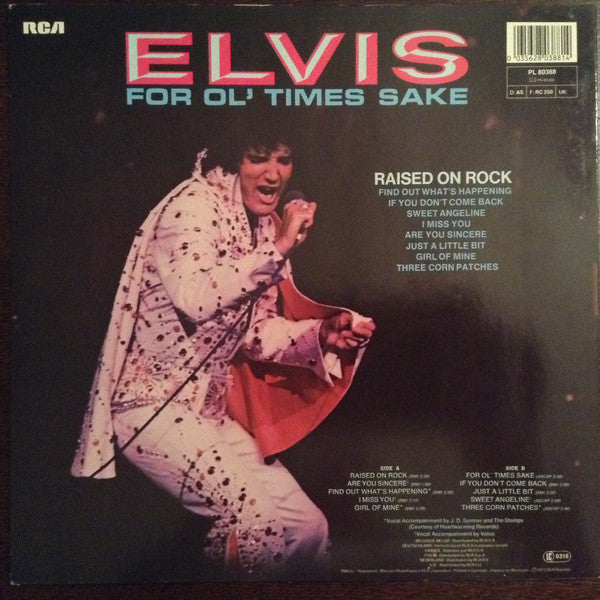 RCA
ELVIS
FOR OL' TIMES SAKE
PL 80388
D: AS F: RC 250 UK:
RAISED ON ROCK
FIND OUT WHAT'S HAPPENING
IF YOU DON'T COME BACK
SWEET ANGELINE
I MISS YOU
ARE YOU SINCERE
JUST A LITTLE BIT
GIRL OF MINE
THREE CORN PATCHES
SIDE A
RAISED ON ROCK
ARE YOU SINCERE*
FIND OUT WHAT'S HAPPENING**
I MISS YOU*
GIRL OF MINE*
SIDE B
FOR OL' TIMES SAKE
IF YOU DON'T COME BACK
JUST A LITTLE BIT
SWEET ANGELINE*
THREE CORN PATCHES*
*Vocal Accompaniment by J. D. Sumner and The Stamps
(Courtesy of Heartwarming Records)
*Vocal Accompaniment by Voice
LC 0316